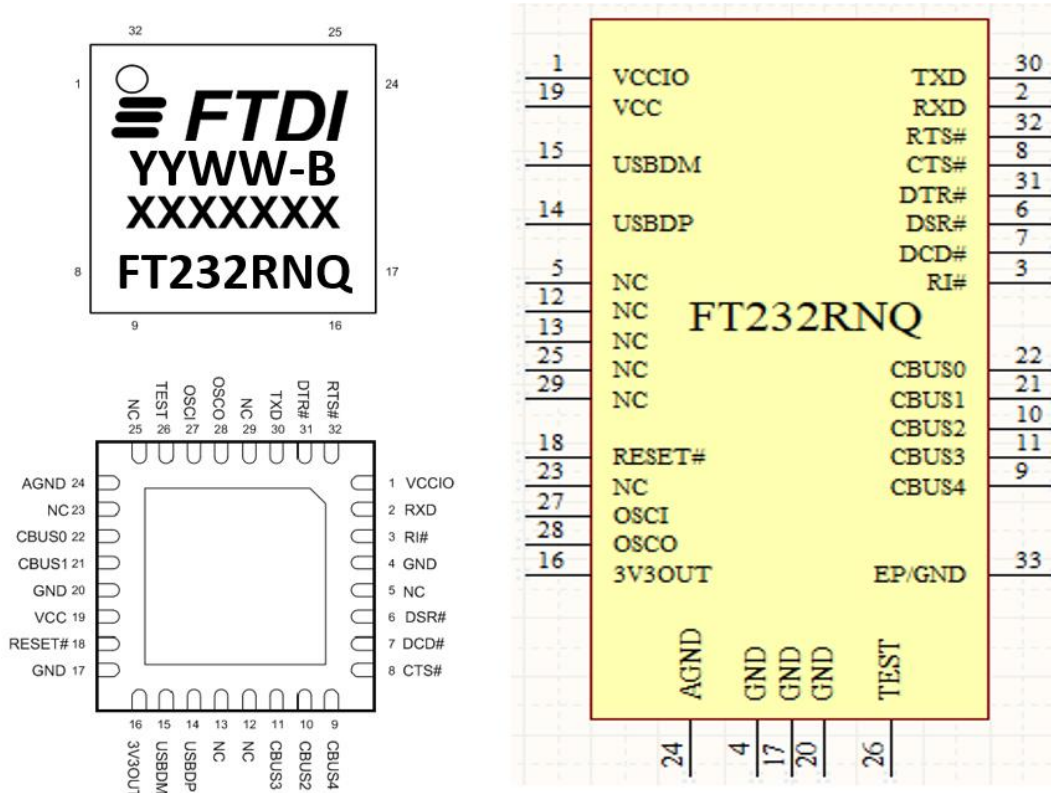 32 25
1 24
FTDI
YYWW-B
XXXXXXX
FT232RNQ
8 17
9 16
NC TEST OSCI OSCO NC TXD DTR# RTS#
25 26 27 28 29 30 31 32
AGND 24 1 VCCIO
NC 23 2 RXD
CBUS0 22 3 RI#
CBUS1 21 4 GND
GND 20 5 NC
VCC 19 6 DSR#
RESET# 18 7 DCD#
GND 17 8 CTS#
16 15 14 13 12 11 10 9
3V3OUT USBDM USBDP NC NC CBUS3 CBUS2 CBUS4
1 VCCIO TXD 30
19 VCC RXD 2
RTS# 32
15 USBDM CTS# 8
DTR# 31
14 USBDP DSR# 6
DCD# 7
5 NC RI# 3
12 NC
FT232RNQ
13 NC
25 NC CBUS0 22
29 NC CBUS1 21
CBUS2 10
18 RESET# CBUS3 11
23 NC CBUS4 9
27 OSCI
28 OSCO
16 3V3OUT EP/GND 33
AGND GND GND GND TEST
24 4 17 20 26